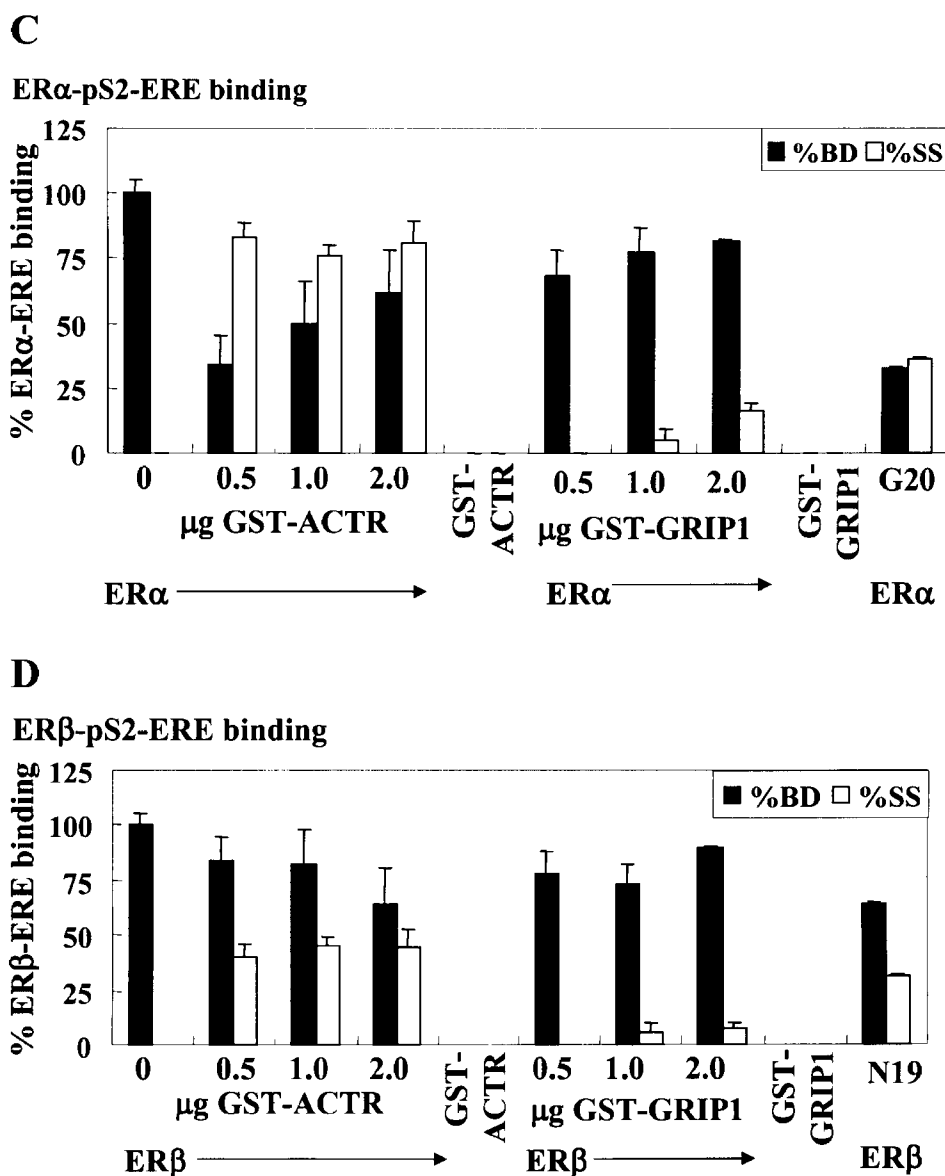 C
ERα-pS2-ERE binding
% ERα-ERE binding
125
100
75
50
25
0
%BD %SS
0 0.5 1.0 2.0 GST-ACTR 0.5 1.0 2.0 GST-GRIP1 G20
μg GST-ACTR μg GST-GRIP1
ERα ERα ERα
D
ERβ-pS2-ERE binding
% ERβ-ERE binding
125
100
75
50
25
0
%BD %SS
0 0.5 1.0 2.0 GST-ACTR 0.5 1.0 2.0 GST-GRIP1 N19
μg GST-ACTR μg GST-GRIP1
ERβ ERβ ERβ